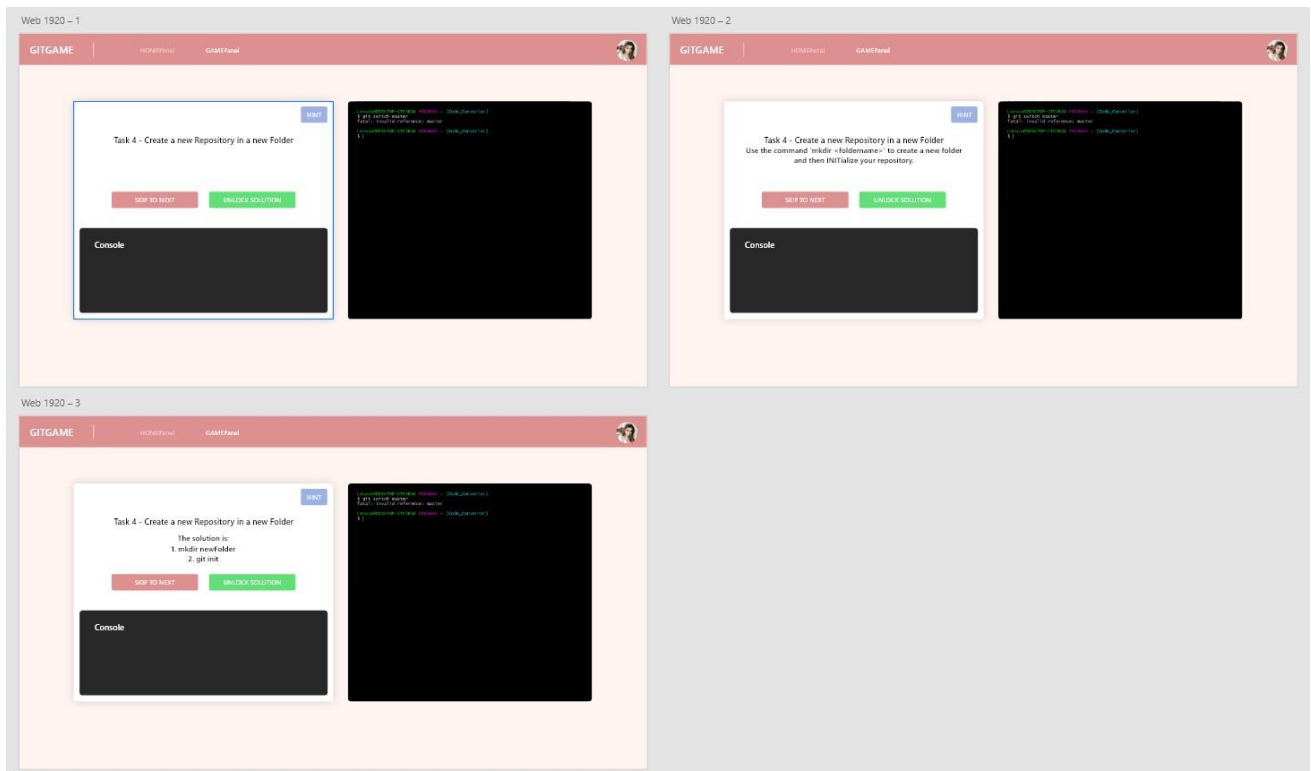 Web 1920 – 1
GITGAME
HOMEPanel
GAMEPanel
HINT
Task 4 - Create a new Repository in a new Folder
SKIP TO NEXT
UNLOCK SOLUTION
Console
$ git switch master
fatal: invalid reference: master
$
Web 1920 – 2
GITGAME
HOMEPanel
GAMEPanel
HINT
Task 4 - Create a new Repository in a new Folder
Use the command 'mkdir <foldername>' to create a new folder
and then INITialize your repository.
SKIP TO NEXT
UNLOCK SOLUTION
Console
$ git switch master
fatal: invalid reference: master
$
Web 1920 – 3
GITGAME
HOMEPanel
GAMEPanel
HINT
Task 4 - Create a new Repository in a new Folder
The solution is:
1. mkdir newFolder
2. git init
SKIP TO NEXT
UNLOCK SOLUTION
Console
$ git switch master
fatal: invalid reference: master
$